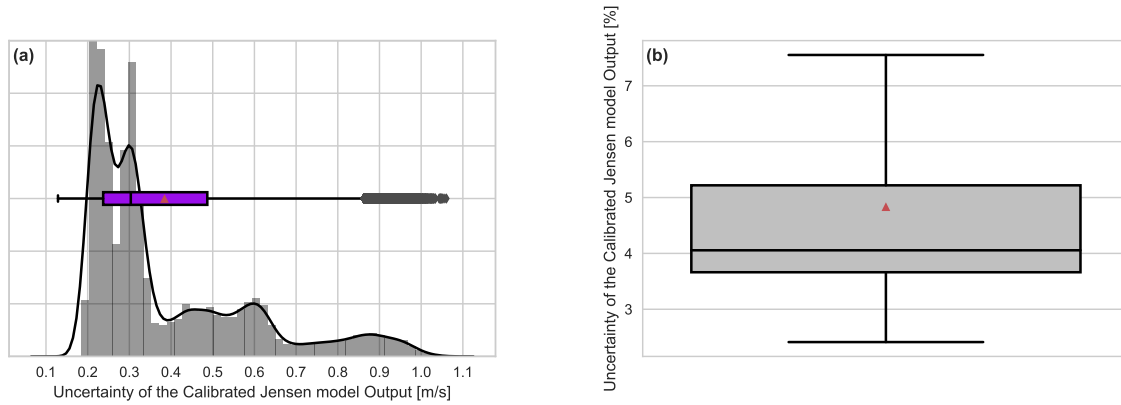 (a)
0.1 0.2 0.3 0.4 0.5 0.6 0.7 0.8 0.9 1.0 1.1
Uncertainty of the Calibrated Jensen model Output [m/s]
Uncertainty of the Calibrated Jensen model Output [%]
(b)
7
6
5
4
3